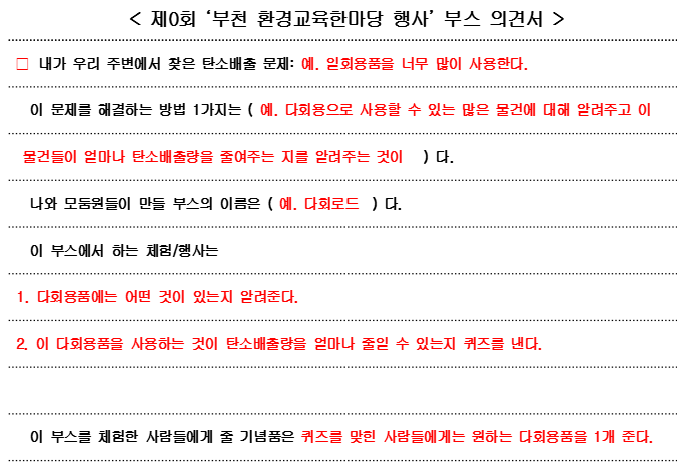 < 제0회 ‘부천 환경교육한마당 행사’ 부스 의견서 >
□ 내가 우리 주변에서 찾은 탄소배출 문제: 예. 일회용품을 너무 많이 사용한다.
이 문제를 해결하는 방법 1가지는 ( 예. 다회용으로 사용할 수 있는 많은 물건에 대해 알려주고 이
물건들이 얼마나 탄소배출량을 줄여주는 지를 알려주는 것이 ) 다.
나와 모둠원들이 만들 부스의 이름은 ( 예. 다회로드 ) 다.
이 부스에서 하는 체험/행사는
1. 다회용품에는 어떤 것이 있는지 알려준다.
2. 이 다회용품을 사용하는 것이 탄소배출량을 얼마나 줄일 수 있는지 퀴즈를 낸다.
이 부스를 체험한 사람들에게 줄 기념품은 퀴즈를 맞힌 사람들에게는 원하는 다회용품을 1개 준다.